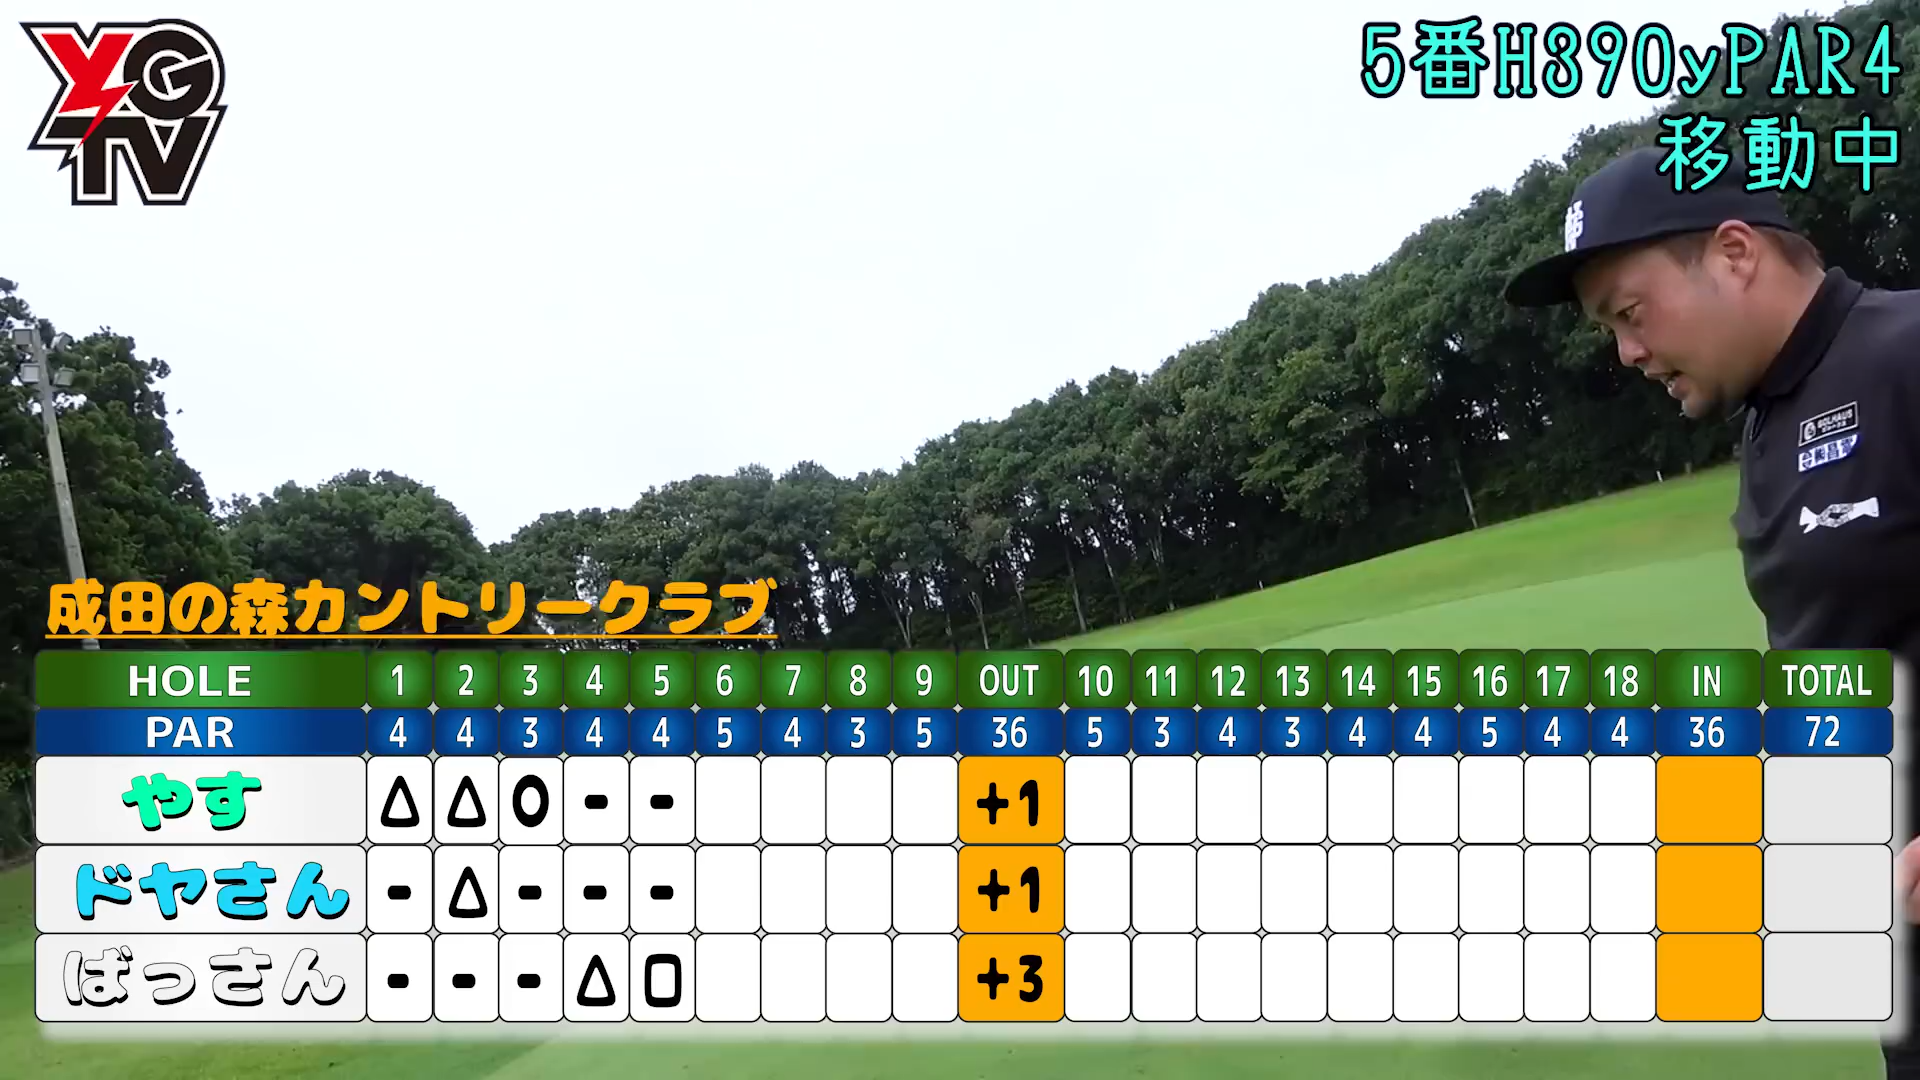 YG
TV
5番H390yPAR4
移動中
GOLHAUS
成田の森カントリークラブ
HOLE 1 2 3 4 5 6 7 8 9 OUT 10 11 12 13 14 15 16 17 18 IN TOTAL
PAR 4 4 3 4 4 5 4 3 5 36 5 3 4 3 4 4 5 4 4 36 72
やす △ △ ○ - - +1
ドヤさん - △ - - - +1
ばっさん - - - △ □ +3